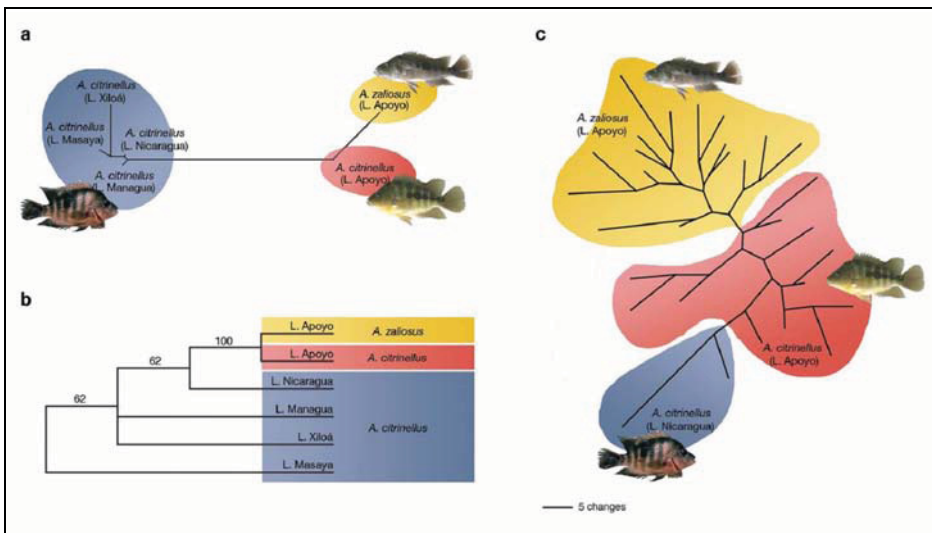 a
A. citrinellus
(L. Xiloá)
A. citrinellus
(L. Masaya)
A. citrinellus
(L. Nicaragua)
A. citrinellus
(L. Managua)
A. zaliosus
(L. Apoyo)
A. citrinellus
(L. Apoyo)
b
L. Apoyo
A. zaliosus
100
L. Apoyo
A. citrinellus
62
L. Nicaragua
62
L. Managua
A. citrinellus
L. Xiloá
L. Masaya
c
A. zaliosus
(L. Apoyo)
A. citrinellus
(L. Apoyo)
A. citrinellus
(L. Nicaragua)
5 changes